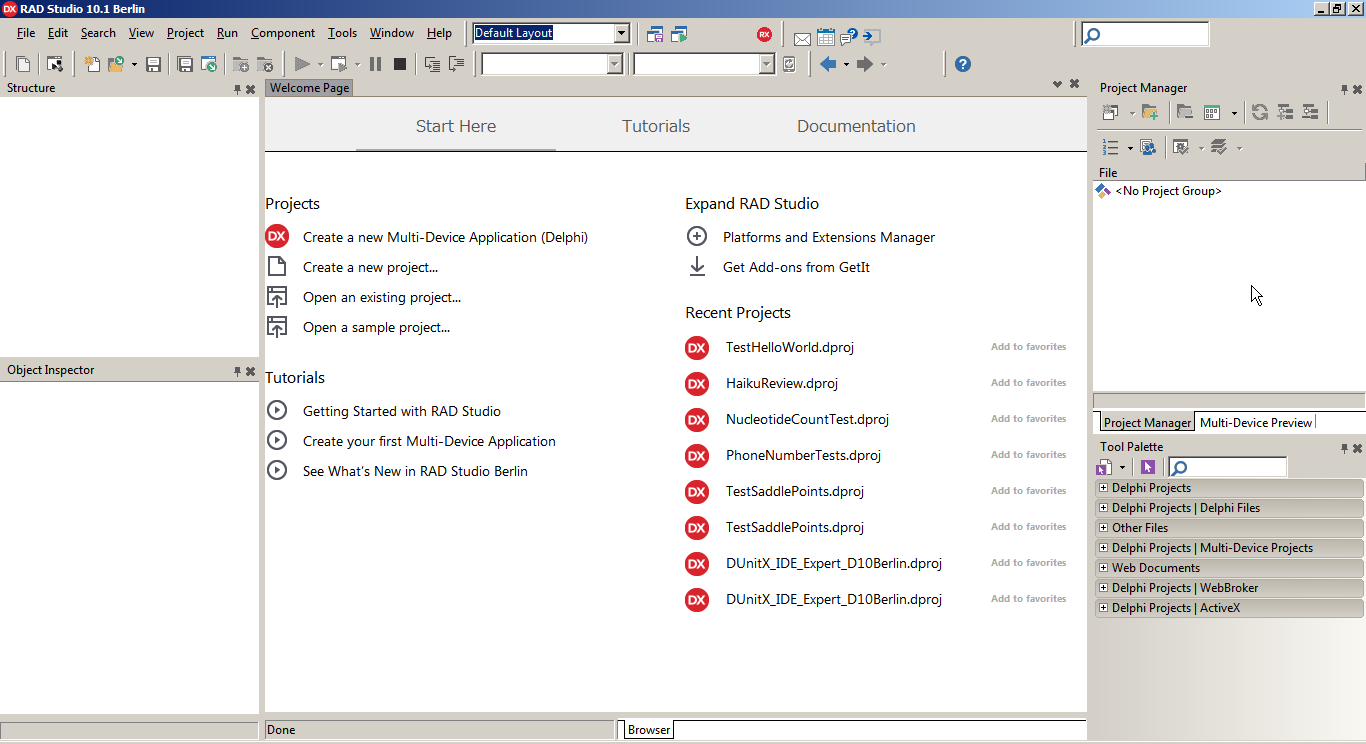 DX RAD Studio 10.1 Berlin
File Edit Search View Project Run Component Tools Window Help Default Layout RX
Structure
Welcome Page
Project Manager
Start Here Tutorials Documentation
File
<No Project Group>
Projects
DX Create a new Multi-Device Application (Delphi)
Create a new project...
Open an existing project...
Open a sample project...
Tutorials
Getting Started with RAD Studio
Create your first Multi-Device Application
See What's New in RAD Studio Berlin
Expand RAD Studio
Platforms and Extensions Manager
Get Add-ons from GetIt
Recent Projects
DX TestHelloWorld.dproj Add to favorites
DX HaikuReview.dproj Add to favorites
DX NucleotideCountTest.dproj Add to favorites
DX PhoneNumberTests.dproj Add to favorites
DX TestSaddlePoints.dproj Add to favorites
DX TestSaddlePoints.dproj Add to favorites
DX DUnitX_IDE_Expert_D10Berlin.dproj Add to favorites
DX DUnitX_IDE_Expert_D10Berlin.dproj Add to favorites
Object Inspector
Project Manager Multi-Device Preview
Tool Palette
Delphi Projects
Delphi Projects | Delphi Files
Other Files
Delphi Projects | Multi-Device Projects
Web Documents
Delphi Projects | WebBroker
Delphi Projects | ActiveX
Done
Browser